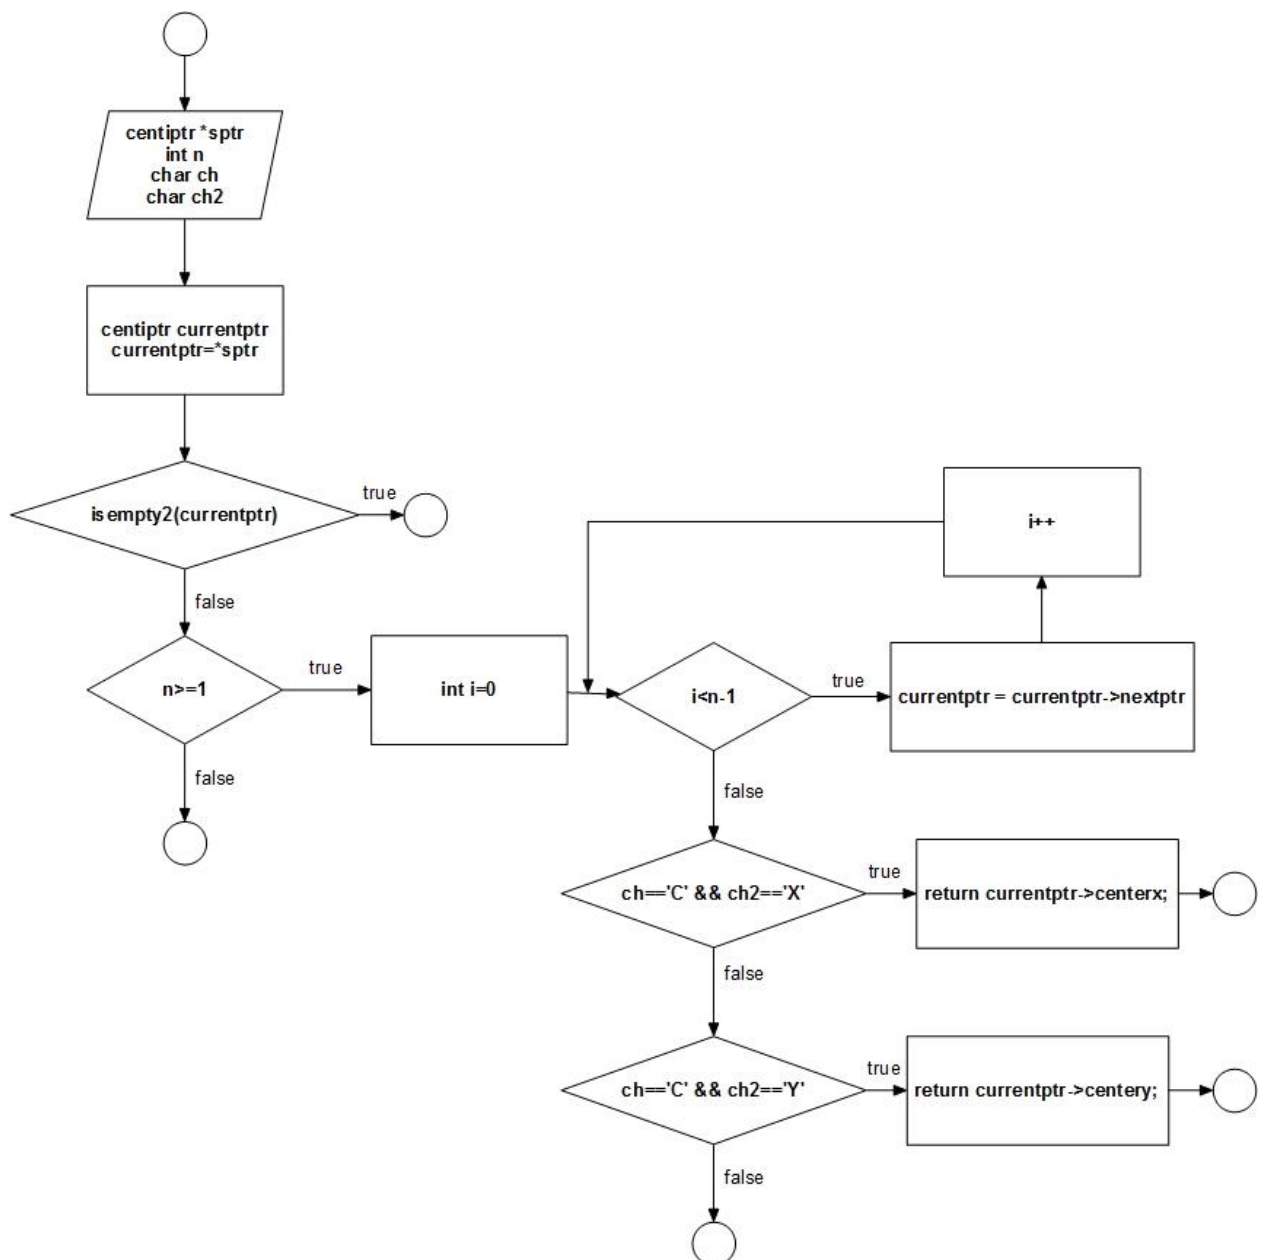 centiptr *sptr
int n
char ch
char ch2
centiptr currentptr
currentptr=*sptr
isempty2(currentptr)
true
false
n>=1
true
false
int i=0
i<n-1
true
currentptr = currentptr->nextptr
i++
false
ch=='C' && ch2=='X'
true
return currentptr->centerx;
false
ch=='C' && ch2=='Y'
true
return currentptr->centery;
false